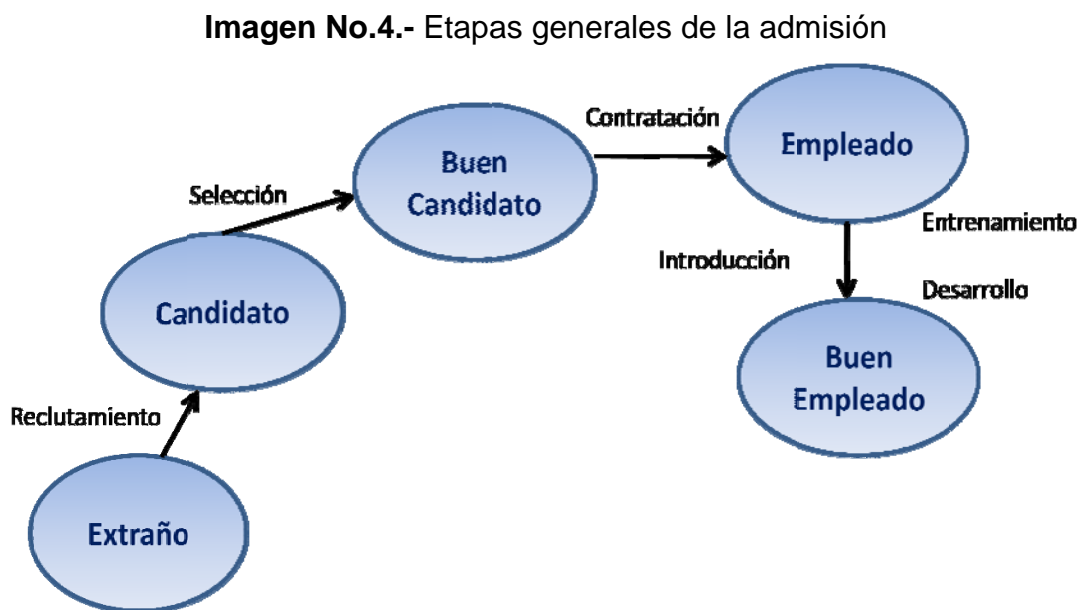 Imagen No.4.- Etapas generales de la admisión
Extraño
Reclutamiento
Candidato
Selección
Buen
Candidato
Contratación
Empleado
Introducción
Entrenamiento
Desarrollo
Buen
Empleado